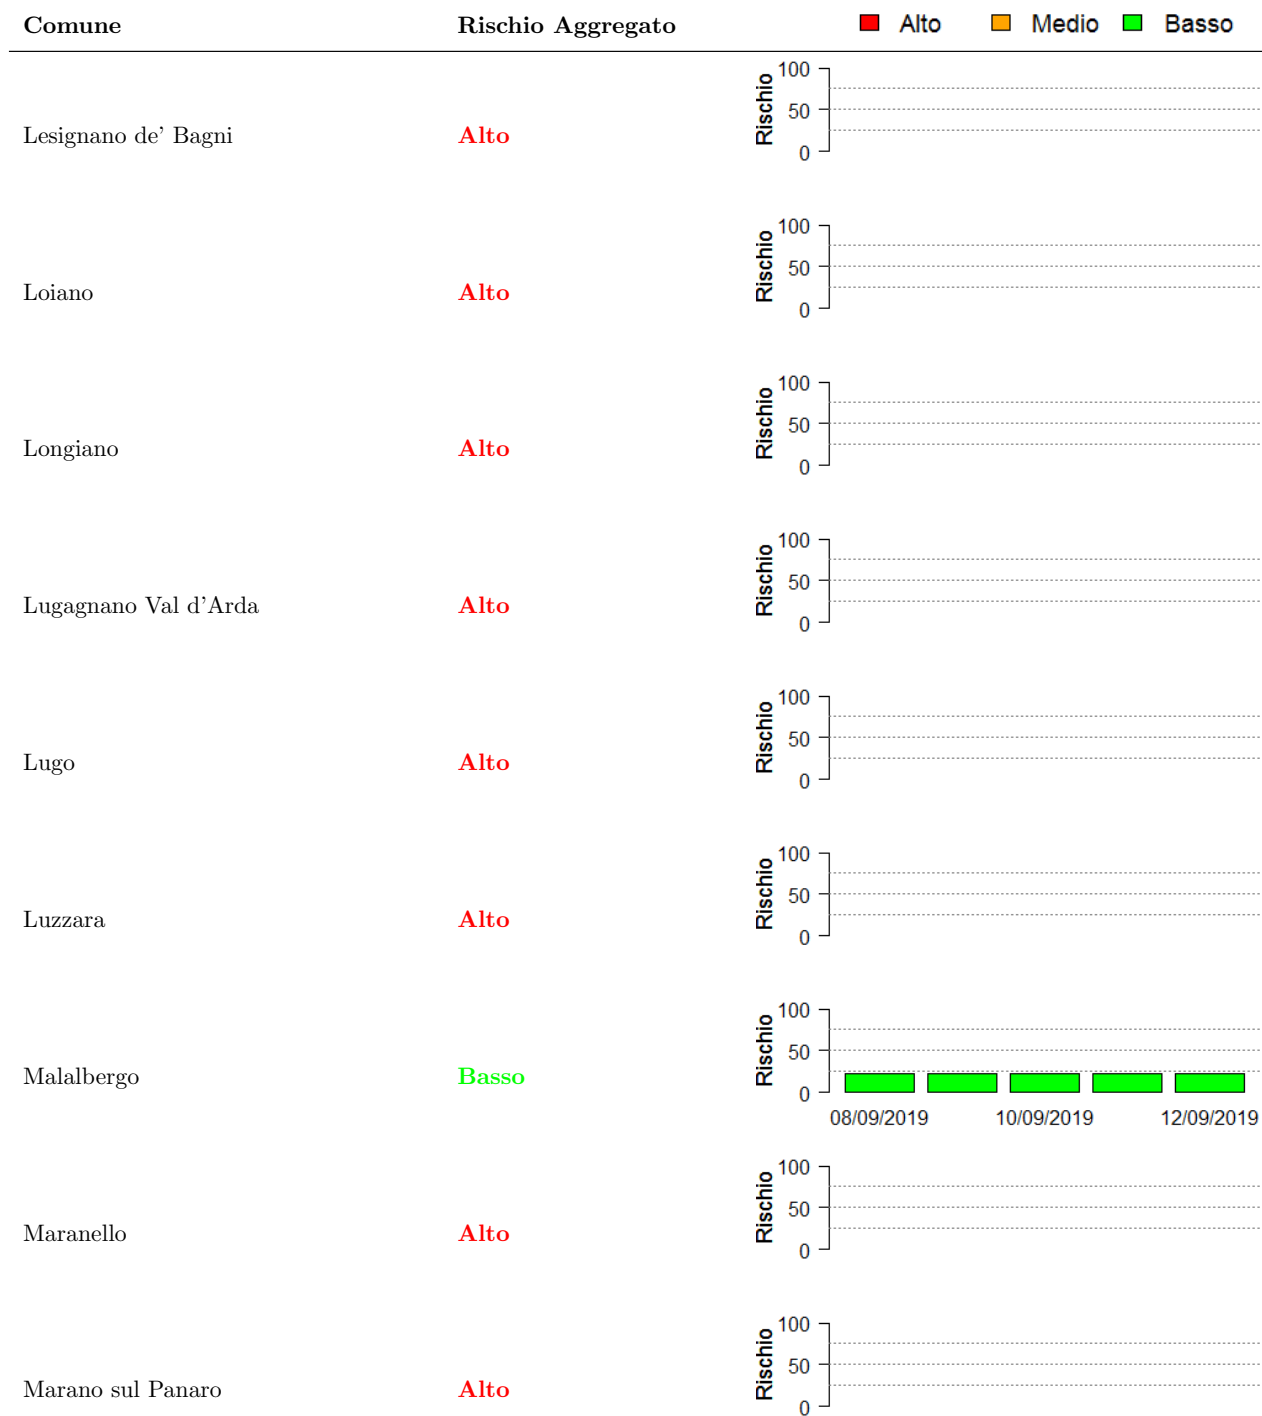 Comune Rischio Aggregato Alto Medio Basso
Lesignano de' Bagni Alto Rischio 100 50 0
Loiano Alto Rischio 100 50 0
Longiano Alto Rischio 100 50 0
Lugagnano Val d'Arda Alto Rischio 100 50 0
Lugo Alto Rischio 100 50 0
Luzzara Alto Rischio 100 50 0
Malalbergo Basso Rischio 100 50 0
08/09/2019 10/09/2019 12/09/2019
Maranello Alto Rischio 100 50 0
Marano sul Panaro Alto Rischio 100 50 0